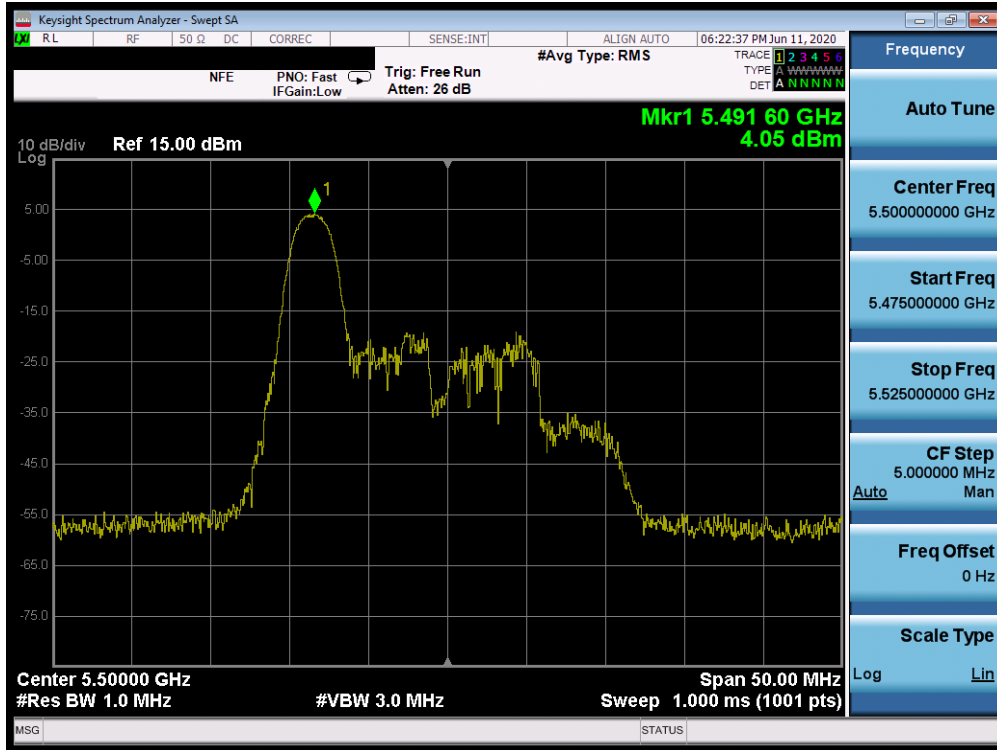 Keysight Spectrum Analyzer - Swept SA
LXI RL RF 50 Ω DC CORREC SENSE:INT ALIGN AUTO 06:22:37 PM Jun 11, 2020
#Avg Type: RMS
TRACE 1 2 3 4 5 6
TYPE A WWWWW
DET A N N N N N
NFE PNO: Fast Trig: Free Run
IFGain:Low Atten: 26 dB
Mkr1 5.491 60 GHz
4.05 dBm
10 dB/div Ref 15.00 dBm
Log
1
5.00
-5.00
-15.0
-25.0
-35.0
-45.0
-55.0
-65.0
-75.0
Center 5.50000 GHz Span 50.00 MHz
#Res BW 1.0 MHz #VBW 3.0 MHz Sweep 1.000 ms (1001 pts)
MSG STATUS
Frequency
Auto Tune
Center Freq
5.500000000 GHz
Start Freq
5.475000000 GHz
Stop Freq
5.525000000 GHz
CF Step
5.000000 MHz
Auto Man
Freq Offset
0 Hz
Scale Type
Log Lin